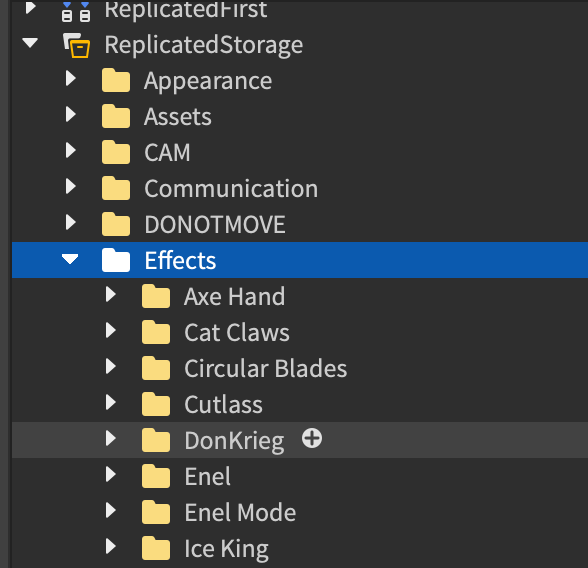 ReplicatedFirst
ReplicatedStorage
Appearance
Assets
CAM
Communication
DONOTMOVE
Effects
Axe Hand
Cat Claws
Circular Blades
Cutlass
DonKrieg
Enel
Enel Mode
Ice King